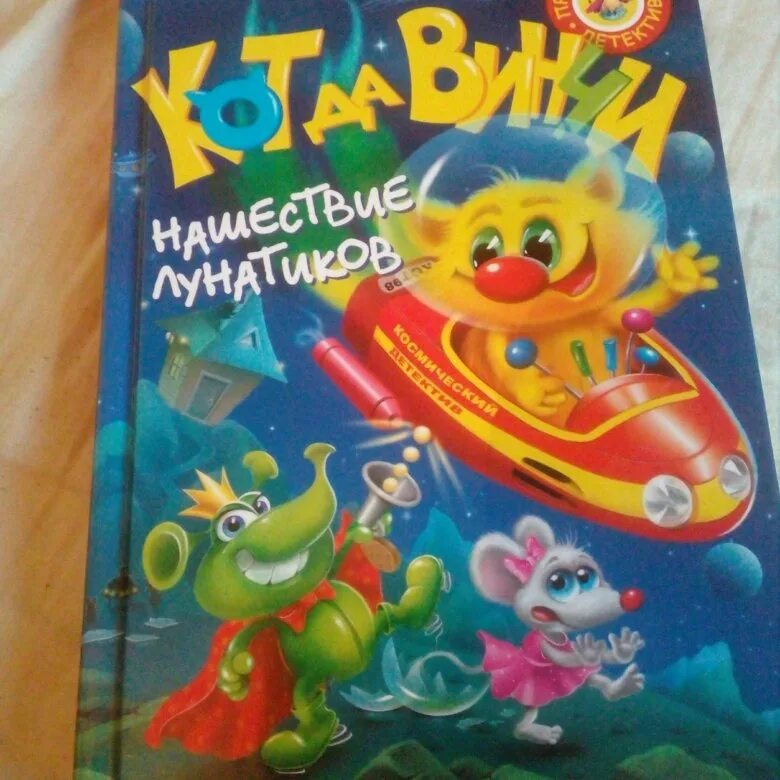 КОТ ДА ВИНЧИ
ДЕТЕКТИВ
НАШЕСТВИЕ
ЛУНАТИКОВ
КОСМИЧЕСКИЙ
ДЕТЕКТИВ